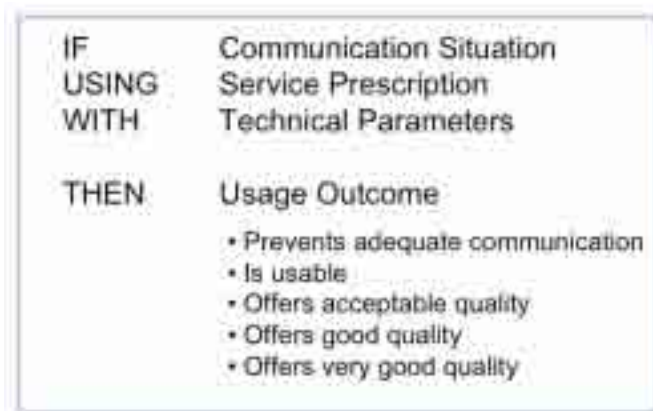 IF Communication Situation
USING Service Prescription
WITH Technical Parameters
THEN Usage Outcome
• Prevents adequate communication
• Is usable
• Offers acceptable quality
• Offers good quality
• Offers very good quality